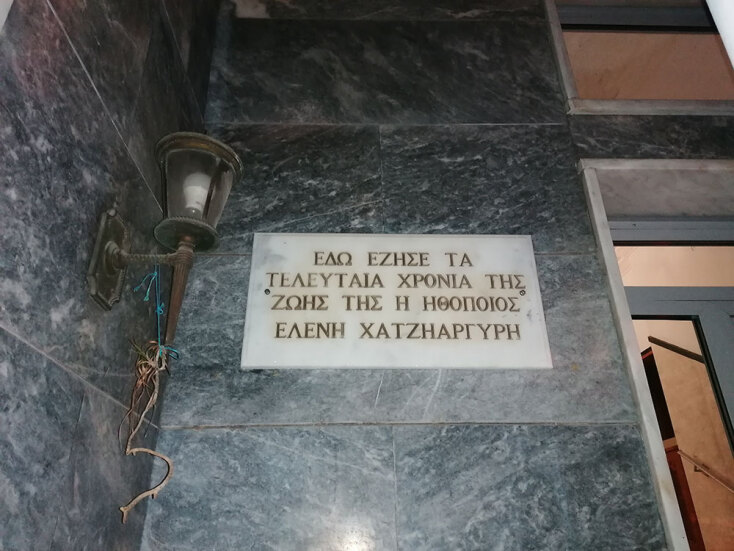 ΕΔΩ ΕΖΗΣΕ ΤΑ
ΤΕΛΕΥΤΑΙΑ ΧΡΟΝΙΑ ΤΗΣ
ΖΩΗΣ ΤΗΣ Η ΗΘΟΠΟΙΟΣ
ΕΛΕΝΗ ΧΑΤΖΗΑΡΓΥΡΗ